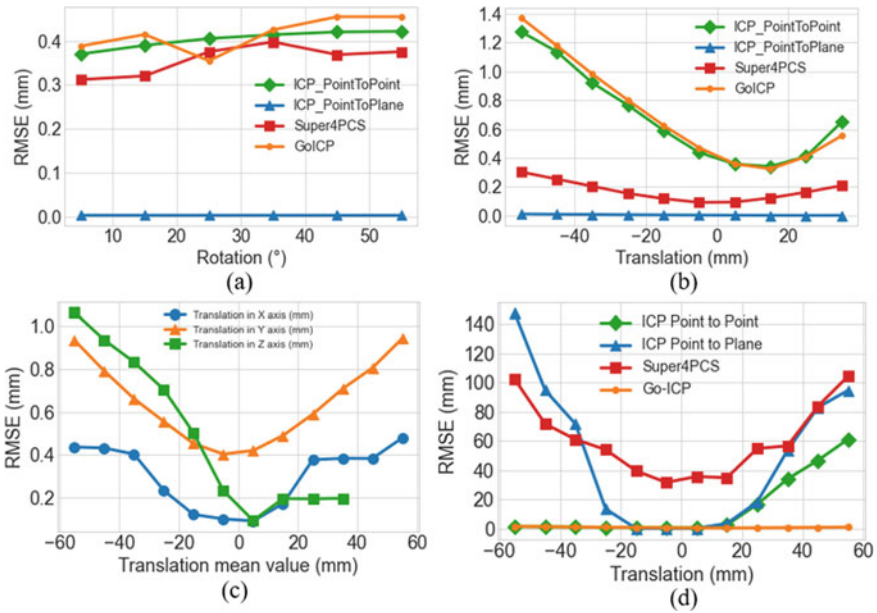 RMSE (mm)
0.4
0.3
0.2
0.1
0.0
ICP_PointToPoint
ICP_PointToPlane
Super4PCS
GoICP
10 20 30 40 50
Rotation (°)
(a)
RMSE (mm)
1.4
1.2
1.0
0.8
0.6
0.4
0.2
0.0
ICP_PointToPoint
ICP_PointToPlane
Super4PCS
GoICP
−40 −20 0 20
Translation (mm)
(b)
RMSE (mm)
1.0
0.8
0.6
0.4
0.2
Translation in X axis (mm)
Translation in Y axis (mm)
Translation in Z axis (mm)
−60 −40 −20 0 20 40 60
Translation mean value (mm)
(c)
RMSE (mm)
140
120
100
80
60
40
20
0
ICP Point to Point
ICP Point to Plane
Super4PCS
Go-ICP
−60 −40 −20 0 20 40 60
Translation (mm)
(d)